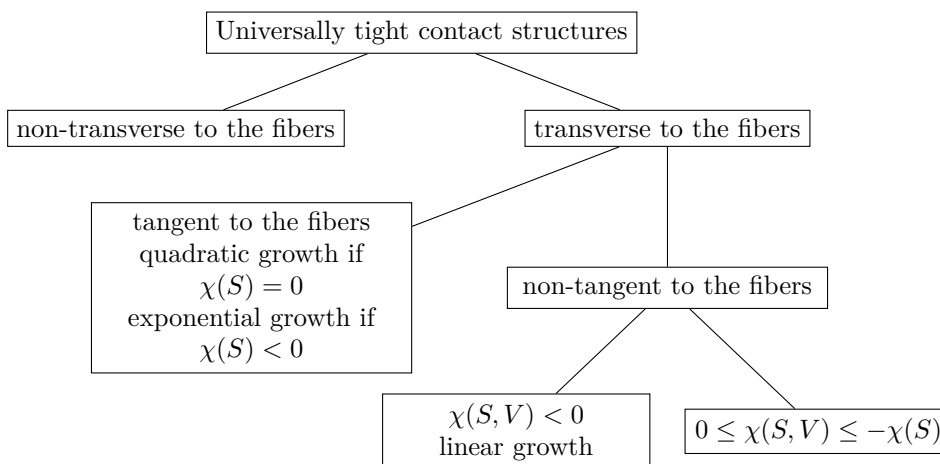 Universally tight contact structures
non-transverse to the fibers
transverse to the fibers
tangent to the fibers
quadratic growth if
χ(S) = 0
exponential growth if
χ(S) < 0
non-tangent to the fibers
χ(S, V) < 0
linear growth
0 ≤ χ(S, V) ≤ −χ(S)